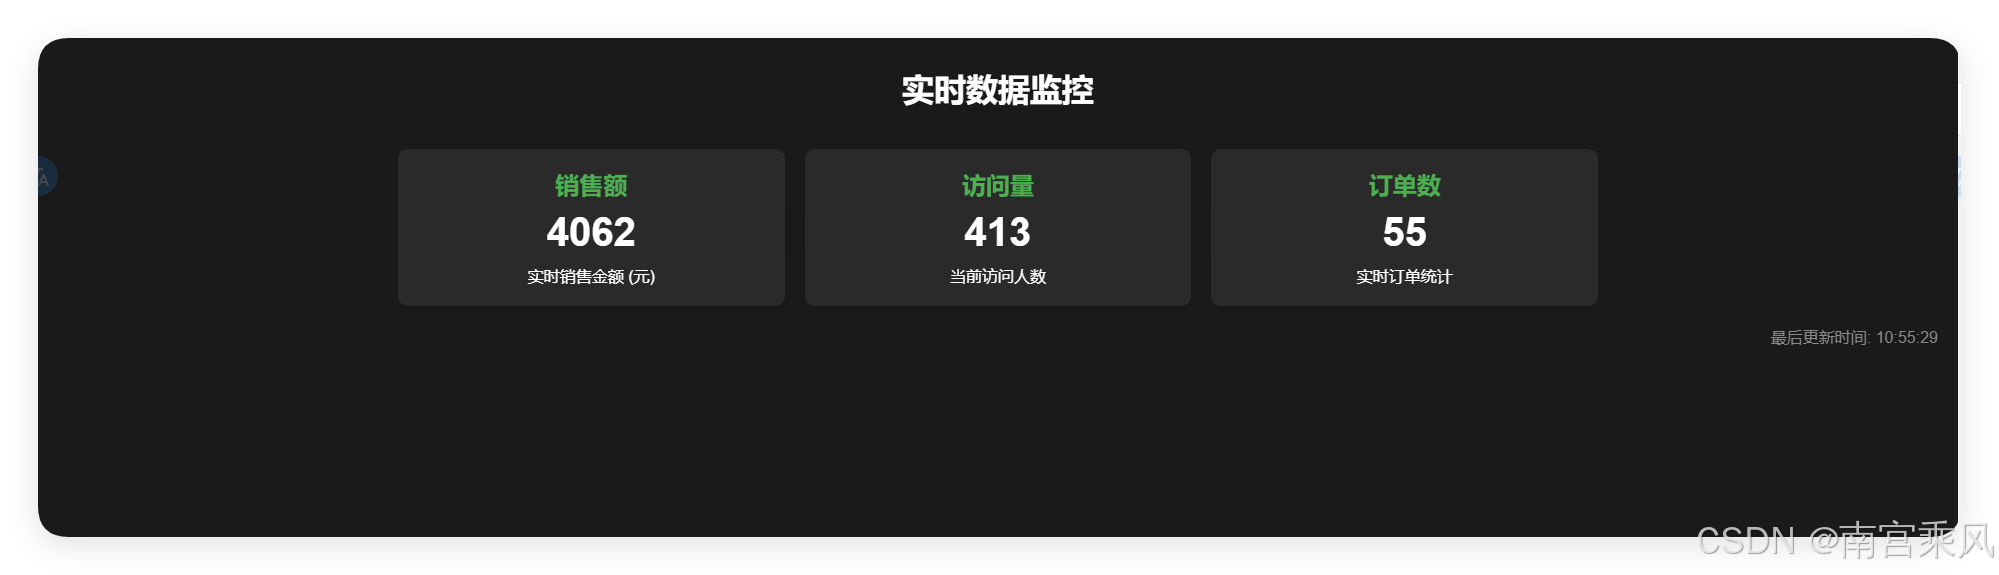 实时数据监控
销售额
4062
实时销售金额 (元)
访问量
413
当前访问人数
订单数
55
实时订单统计
最后更新时间: 10:55:29
CSDN @南宫乘风